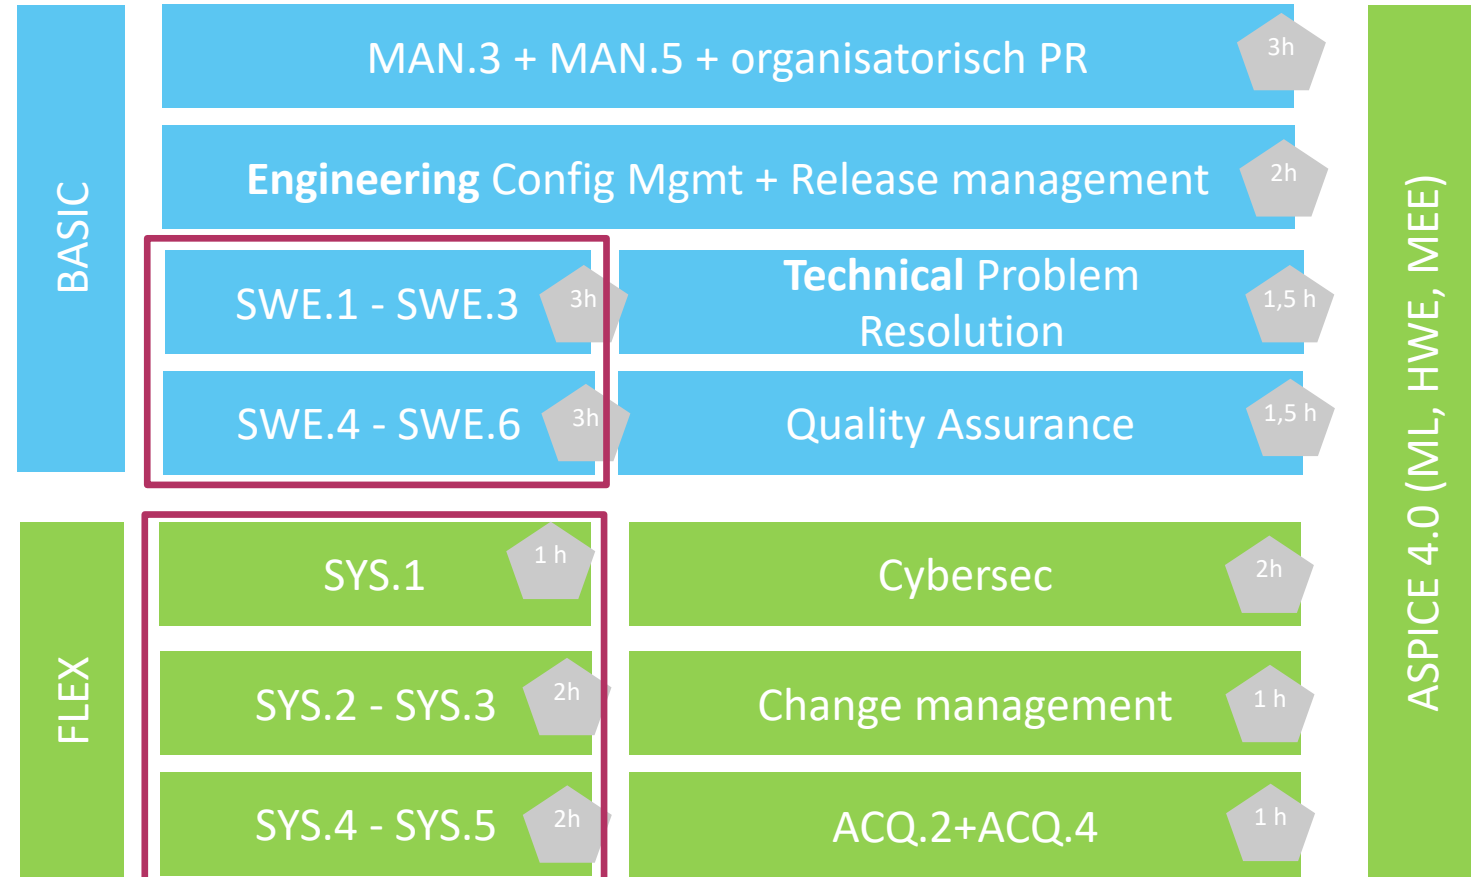 BASIC
MAN.3 + MAN.5 + organisatorisch PR
3h
Engineering Config Mgmt + Release management
2h
SWE.1 - SWE.3
3h
Technical Problem
Resolution
1,5 h
SWE.4 - SWE.6
3h
Quality Assurance
1,5 h
FLEX
SYS.1
1 h
Cybersec
2h
SYS.2 - SYS.3
2h
Change management
1 h
SYS.4 - SYS.5
2h
ACQ.2+ACQ.4
1 h
ASPICE 4.0 (ML, HWE, MEE)